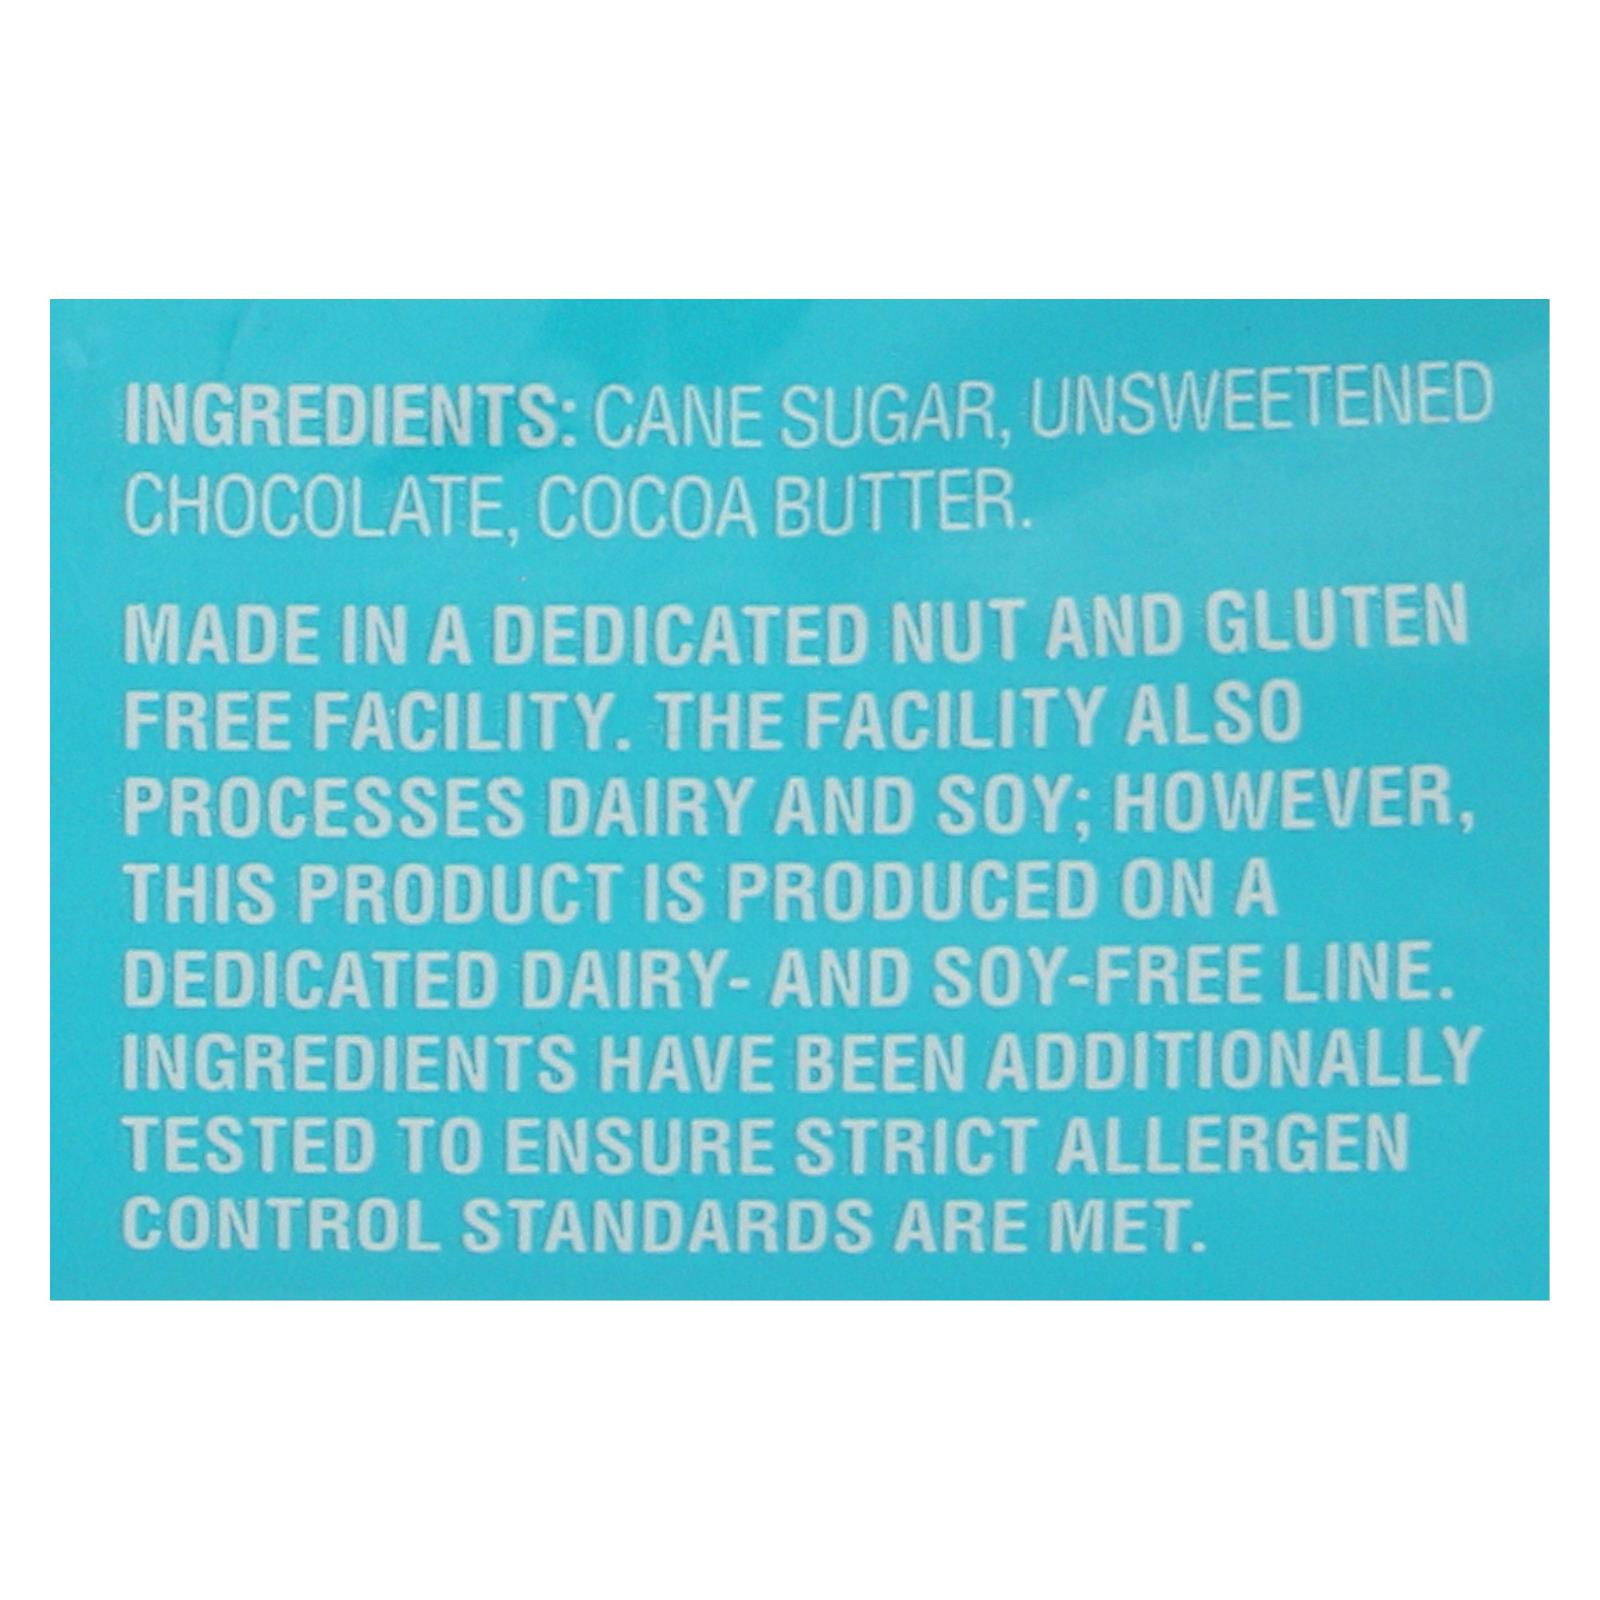 INGREDIENTS: CANE SUGAR, UNSWEETENED
CHOCOLATE, COCOA BUTTER.
MADE IN A DEDICATED NUT AND GLUTEN
FREE FACILITY. THE FACILITY ALSO
PROCESSES DAIRY AND SOY; HOWEVER,
THIS PRODUCT IS PRODUCED ON A
DEDICATED DAIRY- AND SOY-FREE LINE.
INGREDIENTS HAVE BEEN ADDITIONALLY
TESTED TO ENSURE STRICT ALLERGEN
CONTROL STANDARDS ARE MET.